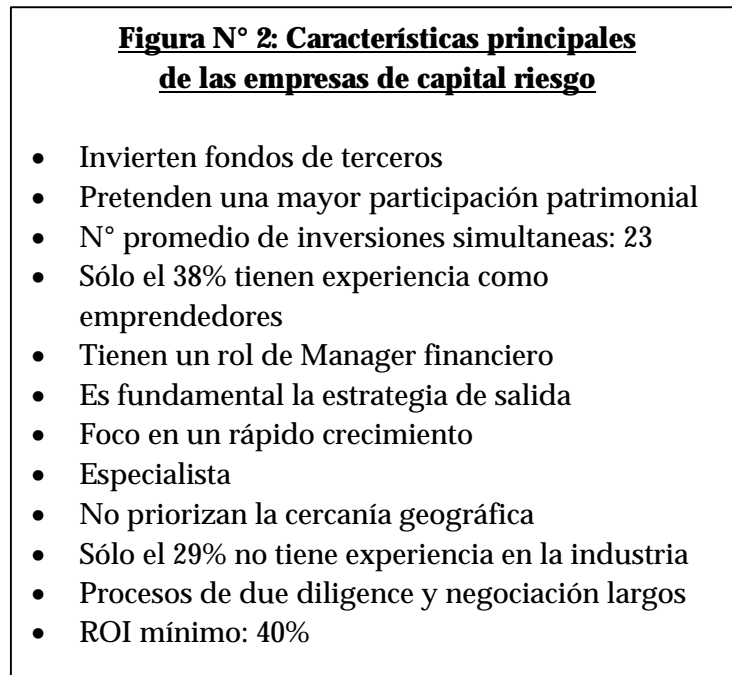 Figura N° 2: Características principales
de las empresas de capital riesgo
• Invierten fondos de terceros
• Pretenden una mayor participación patrimonial
• N° promedio de inversiones simultaneas: 23
• Sólo el 38% tienen experiencia como
emprendedores
• Tienen un rol de Manager financiero
• Es fundamental la estrategia de salida
• Foco en un rápido crecimiento
• Especialista
• No priorizan la cercanía geográfica
• Sólo el 29% no tiene experiencia en la industria
• Procesos de due diligence y negociación largos
• ROI mínimo: 40%